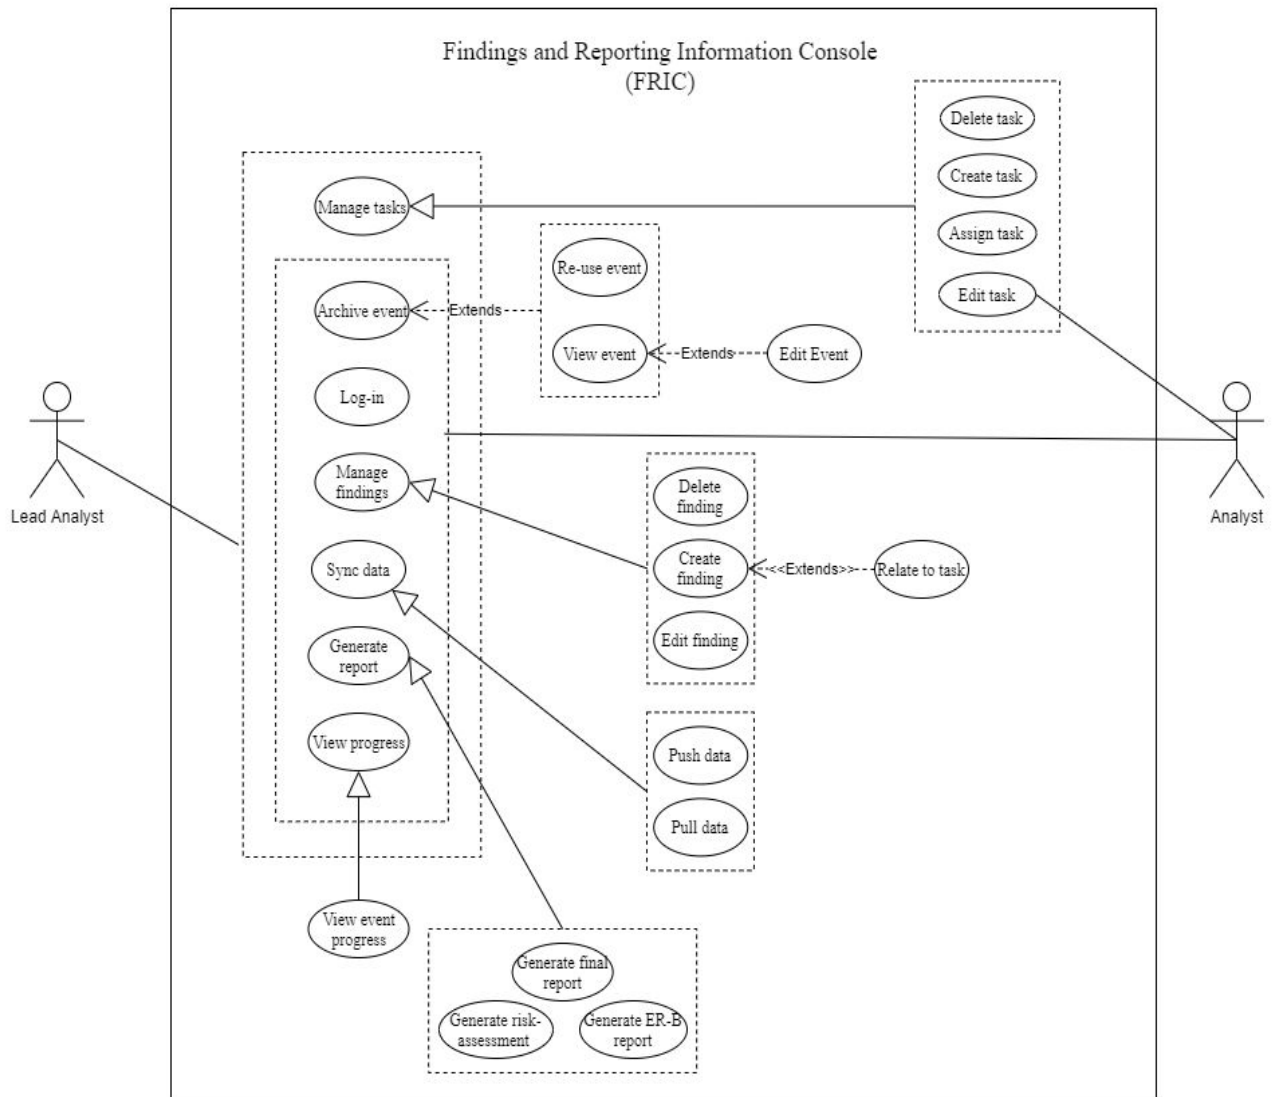 Findings and Reporting Information Console
(FRIC)
Delete task
Create task
Assign task
Edit task
Manage tasks
Re-use event
Archive event
Extends
View event
Extends
Edit Event
Log-in
Manage
findings
Delete
finding
Create
finding
<<Extends>>
Relate to task
Edit finding
Sync data
Generate
report
View progress
Push data
Pull data
View event
progress
Generate final
report
Generate risk-
assessment
Generate ER-B
report
Lead Analyst
Analyst